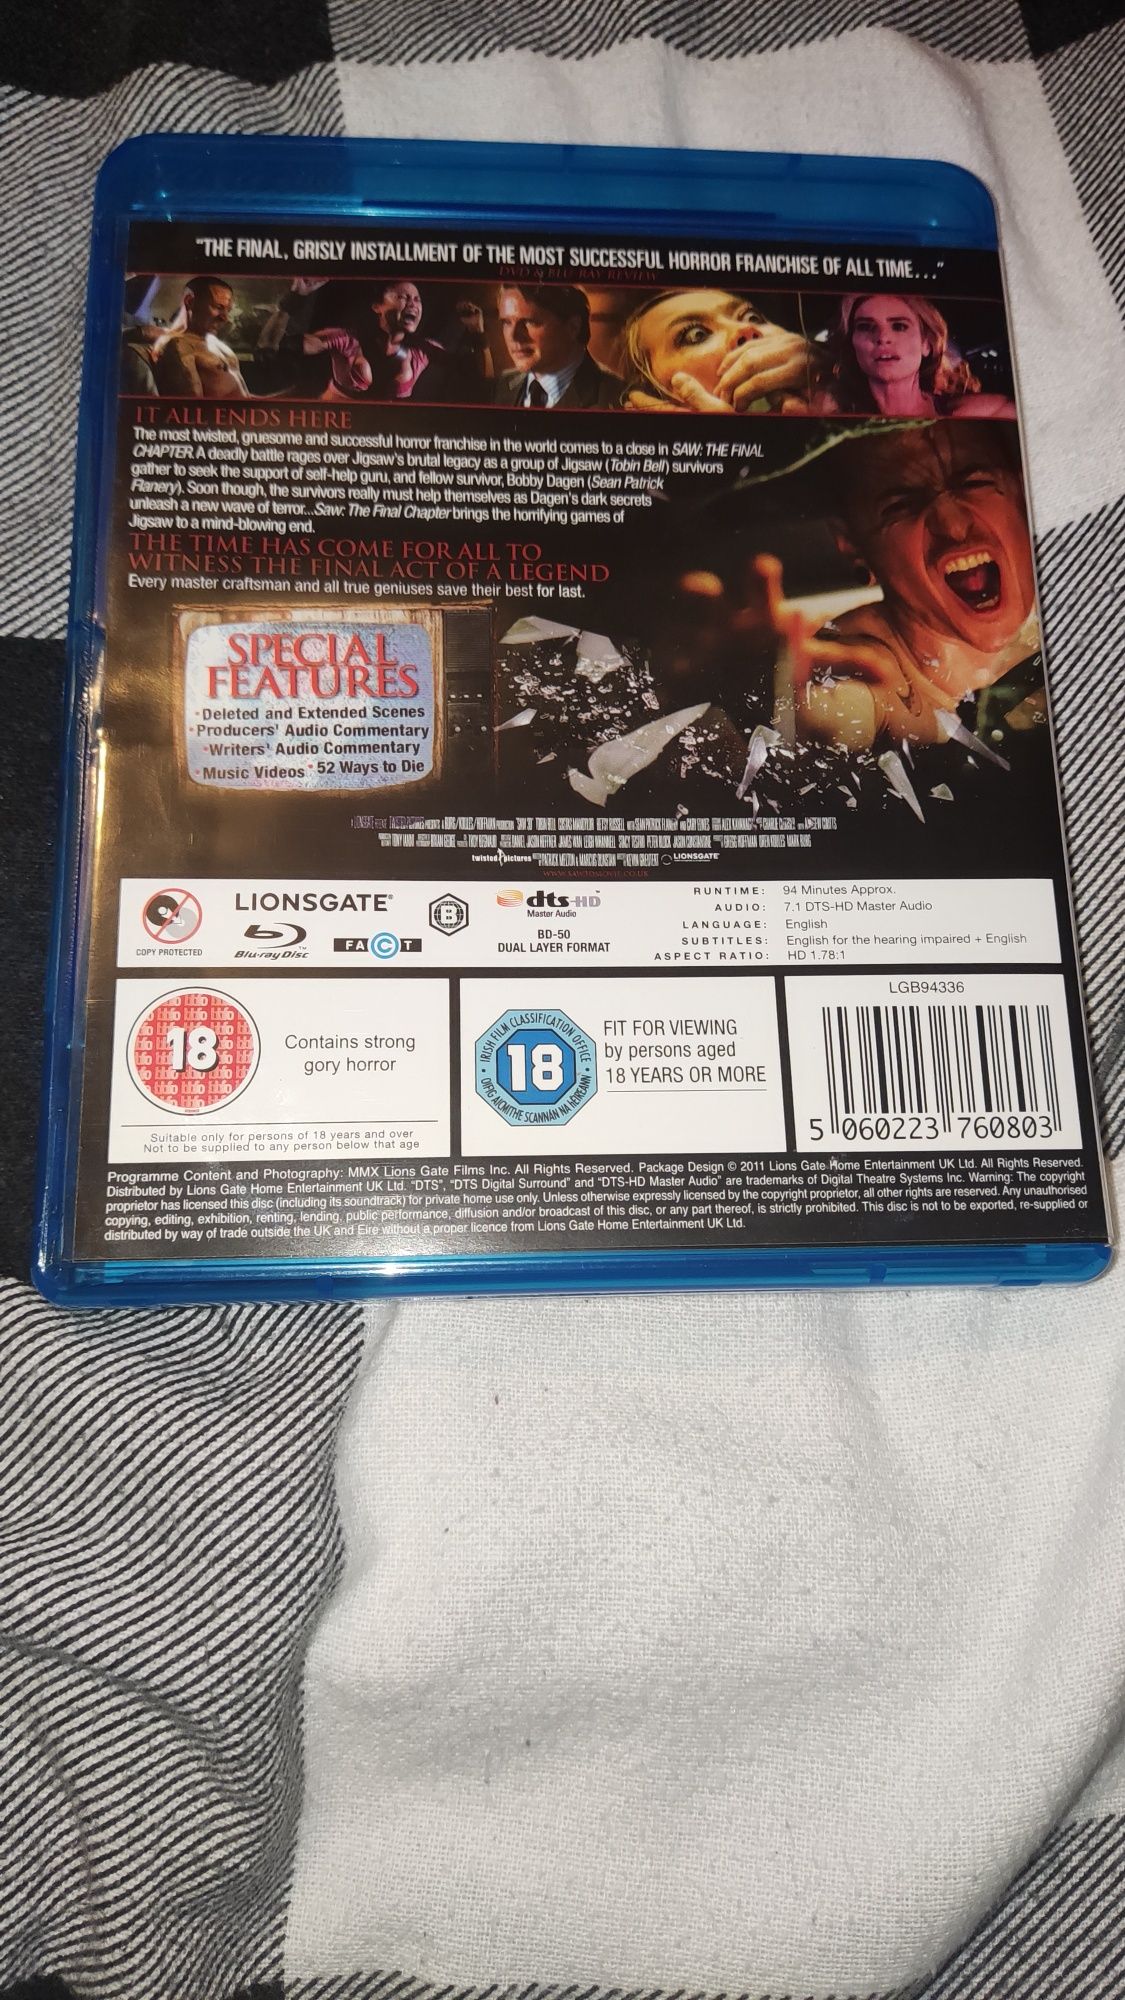 "THE FINAL, GRISLY INSTALLMENT OF THE MOST SUCCESSFUL HORROR FRANCHISE OF ALL TIME..."
DVD & BLU-RAY REVIEW
IT ALL ENDS HERE
The most twisted, gruesome and successful horror franchise in the world comes to a close in SAW: THE FINAL
CHAPTER. A deadly battle rages over Jigsaw's brutal legacy as a group of Jigsaw (Tobin Bell) survivors
gather to seek the support of self-help guru, and fellow survivor, Bobby Dagen (Sean Patrick
Flanery). Soon though, the survivors really must help themselves as Dagen's dark secrets
unleash a new wave of terror...Saw: The Final Chapter brings the horrifying games of
Jigsaw to a mind-blowing end.
THE TIME HAS COME FOR ALL TO
WITNESS THE FINAL ACT OF A LEGEND
Every master craftsman and all true geniuses save their best for last.
SPECIAL
FEATURES
•Deleted and Extended Scenes
•Producers' Audio Commentary
•Writers' Audio Commentary
•Music Videos •52 Ways to Die
twisted pictures
LIONSGATE
WWW.SAW3DMOVIE.CO.UK
COPY PROTECTED
LIONSGATE®
Blu-ray Disc™
FACT
B
dts-HD™
Master Audio
BD-50
DUAL LAYER FORMAT
RUNTIME: 94 Minutes Approx.
AUDIO: 7.1 DTS-HD Master Audio
LANGUAGE: English
SUBTITLES: English for the hearing impaired + English
ASPECT RATIO: HD 1.78:1
18
Contains strong
gory horror
Suitable only for persons of 18 years and over
Not to be supplied to any person below that age
IRISH FILM CLASSIFICATION OFFICE
OIFIG AICMITHE SCANNÁN NA hÉIREANN
18
FIT FOR VIEWING
by persons aged
18 YEARS OR MORE
LGB94336
5 060223 760803
Programme Content and Photography: MMX Lions Gate Films Inc. All Rights Reserved. Package Design © 2011 Lions Gate Home Entertainment UK Ltd. All Rights Reserved.
Distributed by Lions Gate Home Entertainment UK Ltd. "DTS", "DTS Digital Surround" and "DTS-HD Master Audio" are trademarks of Digital Theatre Systems Inc. Warning: The copyright
proprietor has licensed this disc (including its soundtrack) for private home use only. Unless otherwise expressly licensed by the copyright proprietor, all other rights are reserved. Any unauthorised
copying, editing, exhibition, renting, lending, public performance, diffusion and/or broadcast of this disc, or any part thereof, is strictly prohibited. This disc is not to be exported, re-supplied or
distributed by way of trade outside the UK and Eire without a proper licence from Lions Gate Home Entertainment UK Ltd.